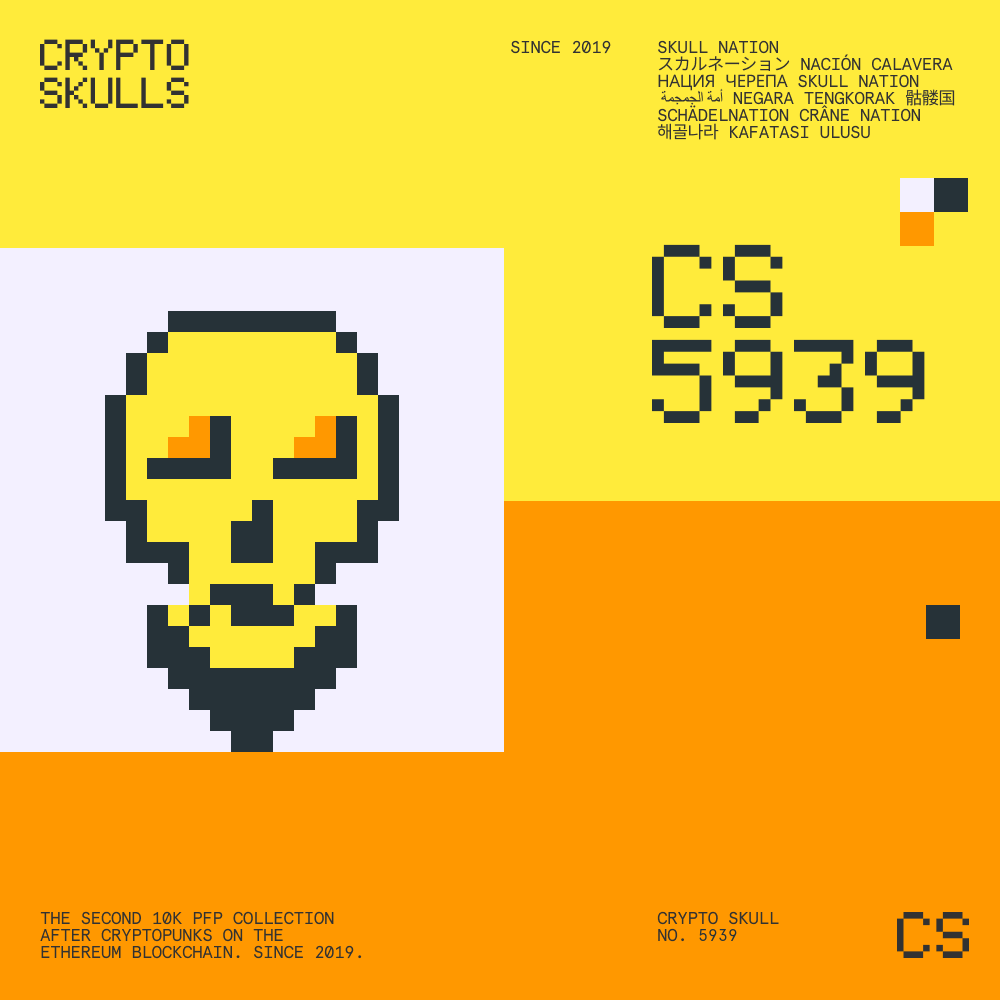 CRYPTO
SKULLS
SINCE 2019
SKULL NATION
スカルネーション NACIÓN CALAVERA
НАЦИЯ ЧЕРЕПА SKULL NATION
أمة الجمجمة NEGARA TENGKORAK 骷髅国
SCHÄDELNATION CRÂNE NATION
해골나라 KAFATASI ULUSU
CS
5939
THE SECOND 10K PFP COLLECTION
AFTER CRYPTOPUNKS ON THE
ETHEREUM BLOCKCHAIN. SINCE 2019.
CRYPTO SKULL
NO. 5939
CS